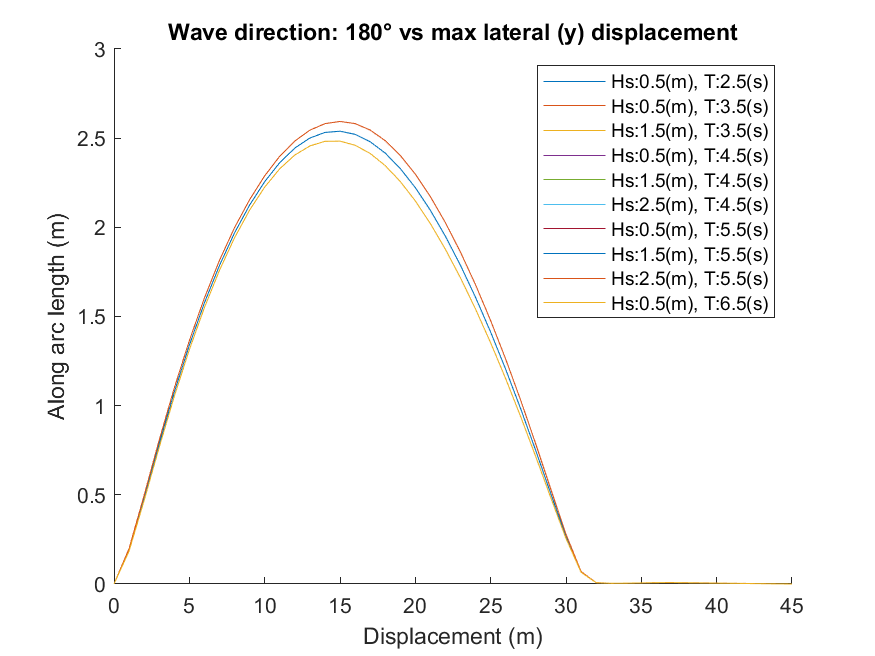 Wave direction: 180° vs max lateral (y) displacement
3
2.5
2
1.5
1
0.5
0
Along arc length (m)
Hs:0.5(m), T:2.5(s)
Hs:0.5(m), T:3.5(s)
Hs:1.5(m), T:3.5(s)
Hs:0.5(m), T:4.5(s)
Hs:1.5(m), T:4.5(s)
Hs:2.5(m), T:4.5(s)
Hs:0.5(m), T:5.5(s)
Hs:1.5(m), T:5.5(s)
Hs:2.5(m), T:5.5(s)
Hs:0.5(m), T:6.5(s)
0 5 10 15 20 25 30 35 40 45
Displacement (m)